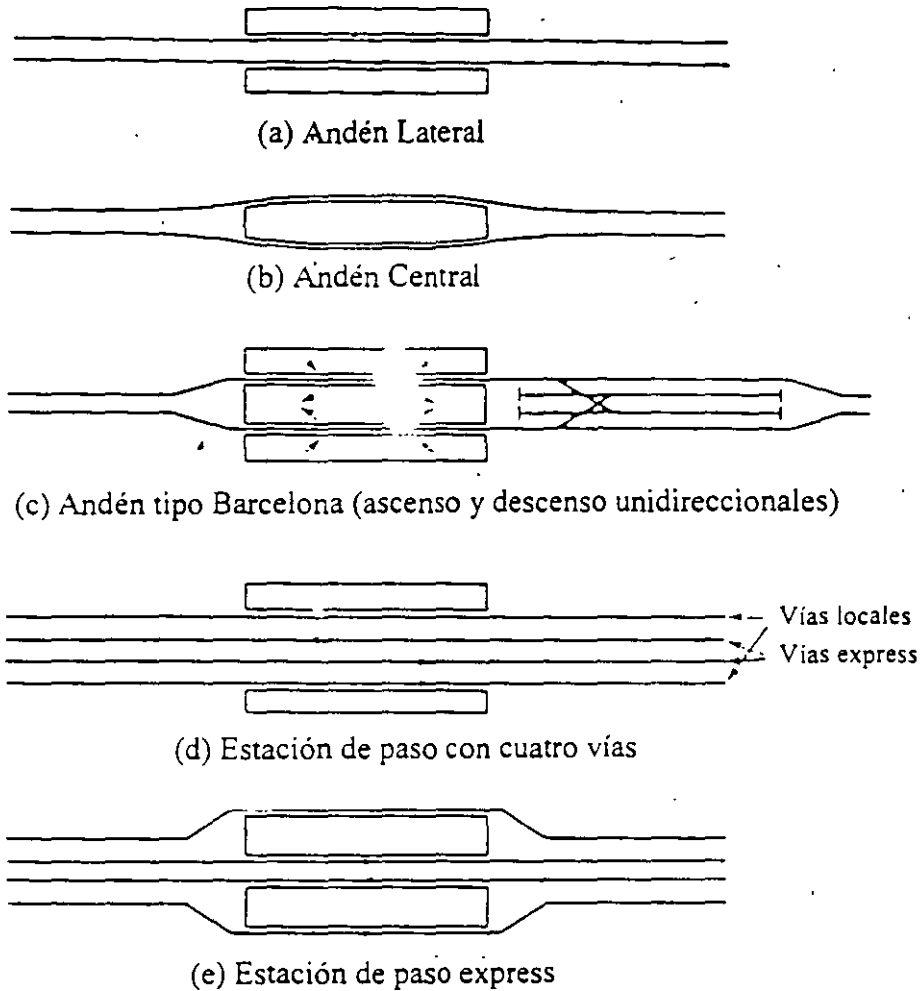 (a) Andén Lateral
(b) Andén Central
(c) Andén tipo Barcelona (ascenso y descenso unidireccionales)
Vías locales
Vías express
(d) Estación de paso con cuatro vías
(e) Estación de paso express